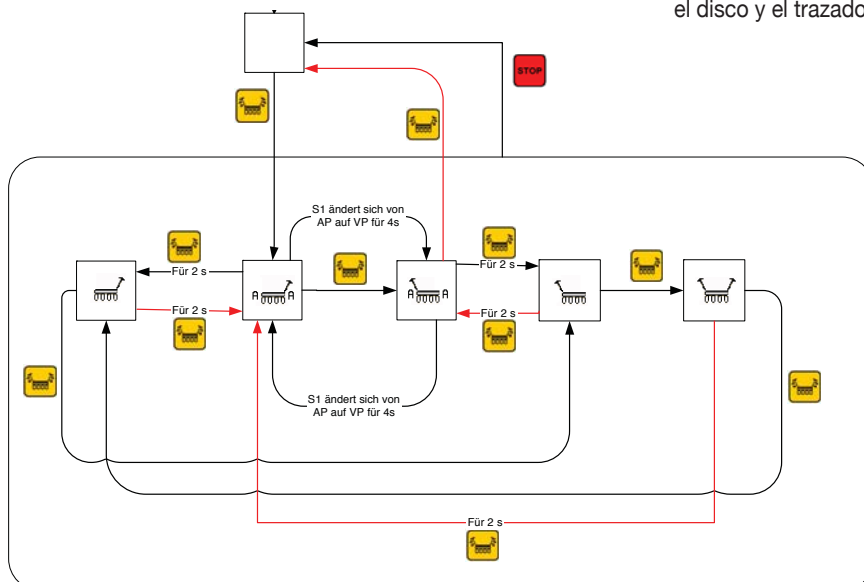 el disco y el trazado
STOP
S1 ändert sich von
AP auf VP für 4s
Für 2 s
Für 2 s
Für 2 s
Für 2 s
A A
A A
S1 ändert sich von
AP auf VP für 4s
Für 2 s